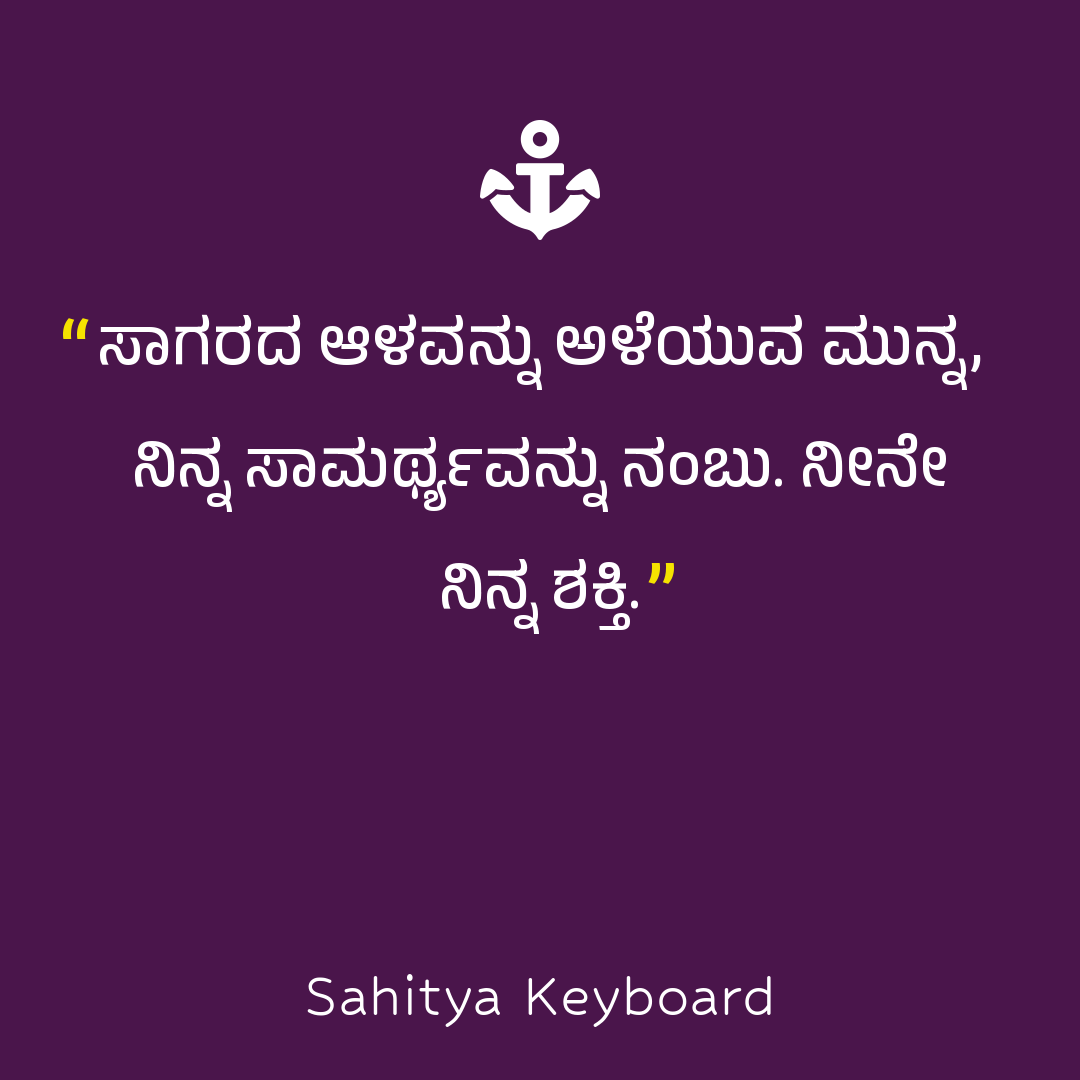 “ಸಾಗರದ ಆಳವನ್ನು ಅಳೆಯುವ ಮುನ್ನ,
ನಿನ್ನ ಸಾಮರ್ಥ್ಯವನ್ನು ನಂಬು. ನೀನೇ
ನಿನ್ನ ಶಕ್ತಿ.”
Sahitya Keyboard